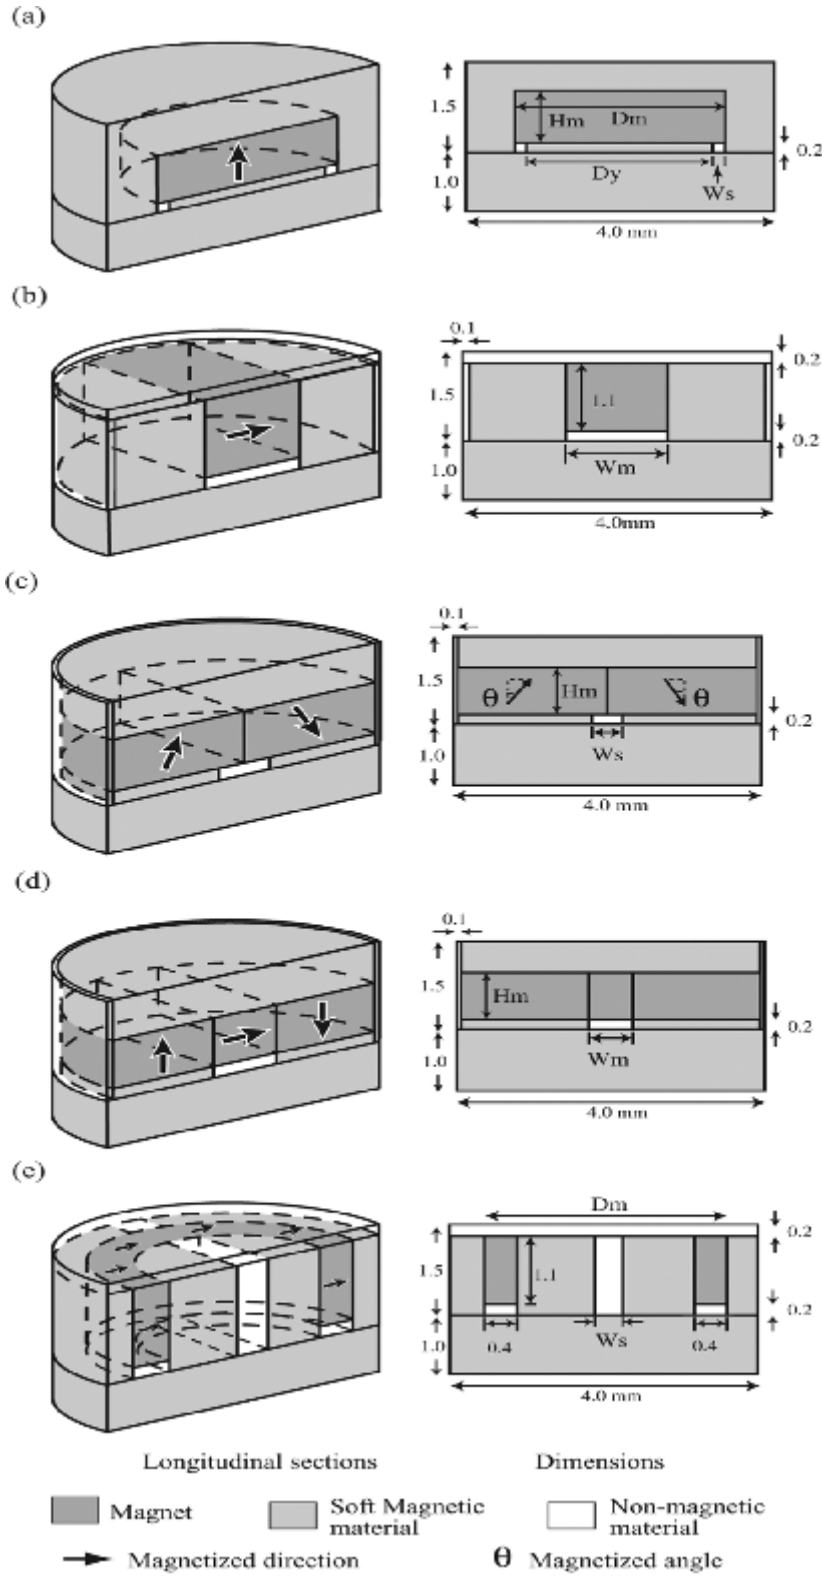 (a)
1.5
Hm
Dm
0.2
1.0
Dy
Ws
4.0 mm
(b)
0.1
0.2
1.5
1.1
0.2
1.0
Wm
4.0mm
(c)
0.1
1.5
θ
Hm
θ
0.2
1.0
Ws
4.0 mm
(d)
0.1
1.5
Hm
0.2
1.0
Wm
4.0 mm
(e)
Dm
0.2
1.5
1.1
0.2
1.0
0.4
Ws
0.4
4.0 mm
Longitudinal sections
Dimensions
Magnet
Soft Magnetic
material
Non-magnetic
material
Magnetized direction
θ Magnetized angle